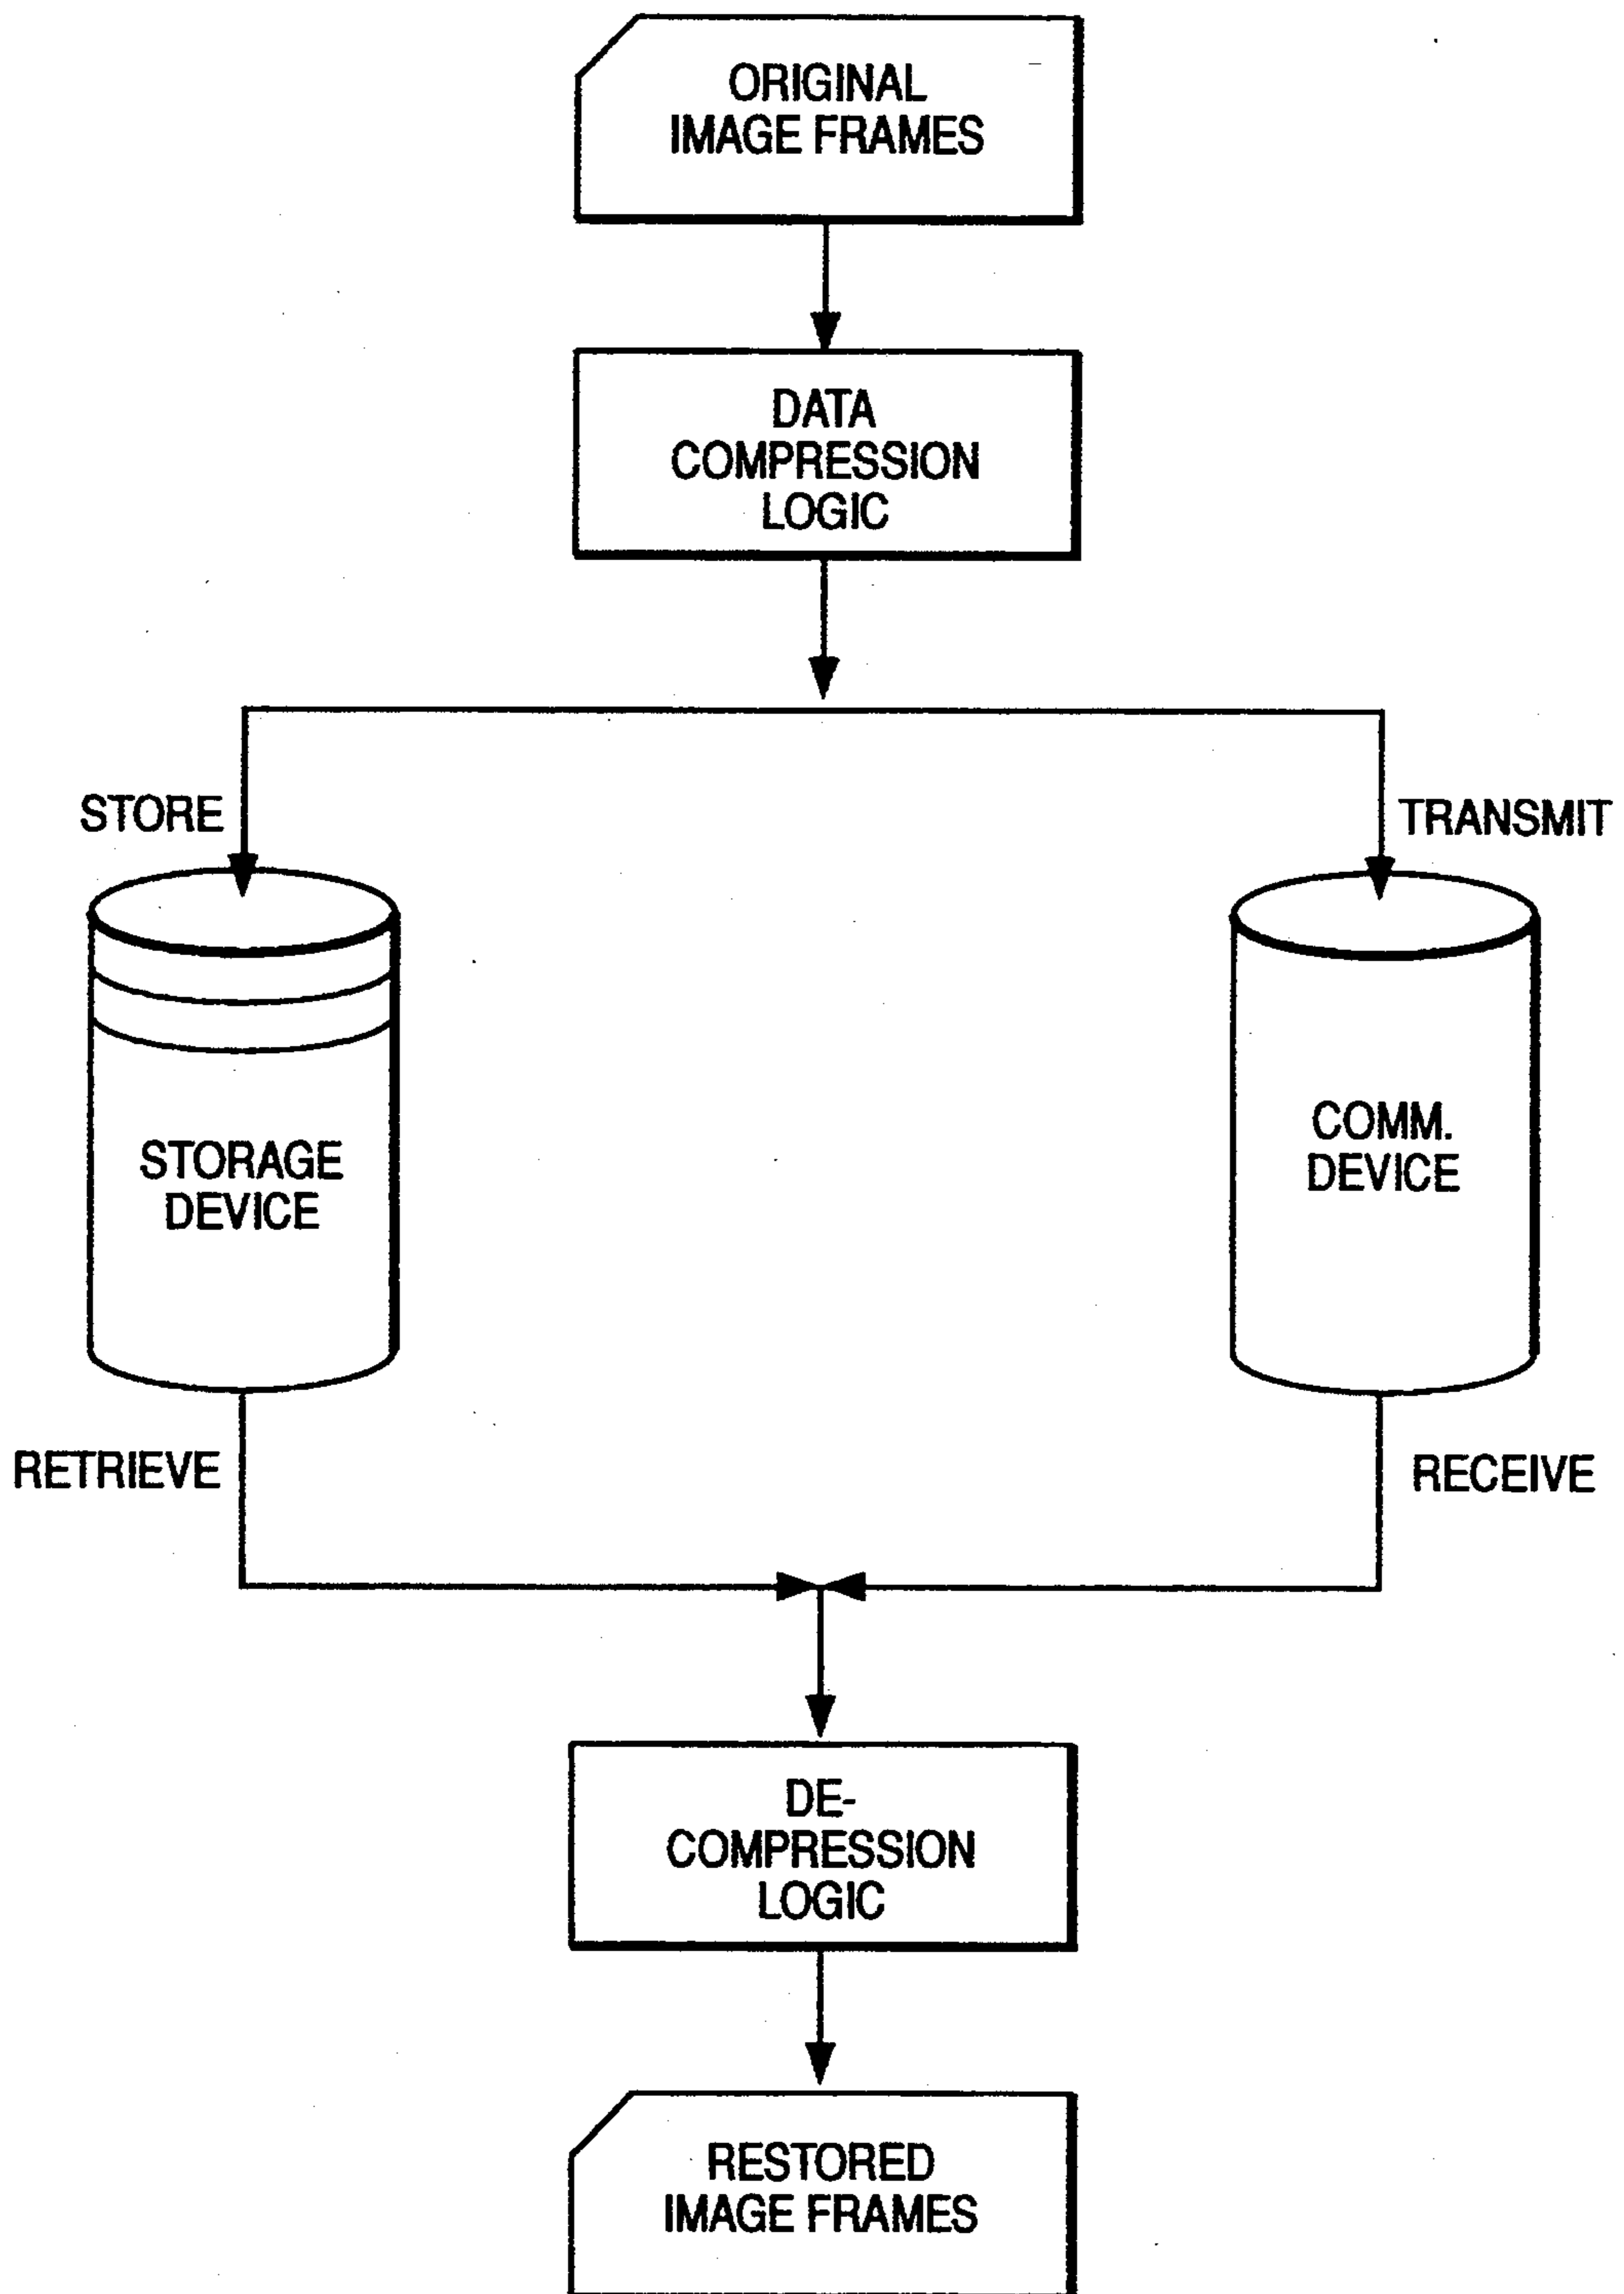 ORIGINAL
IMAGE FRAMES
DATA
COMPRESSION
LOGIC
STORE
TRANSMIT
STORAGE
DEVICE
COMM.
DEVICE
RETRIEVE
RECEIVE
DE-
COMPRESSION
LOGIC
RESTORED
IMAGE FRAMES